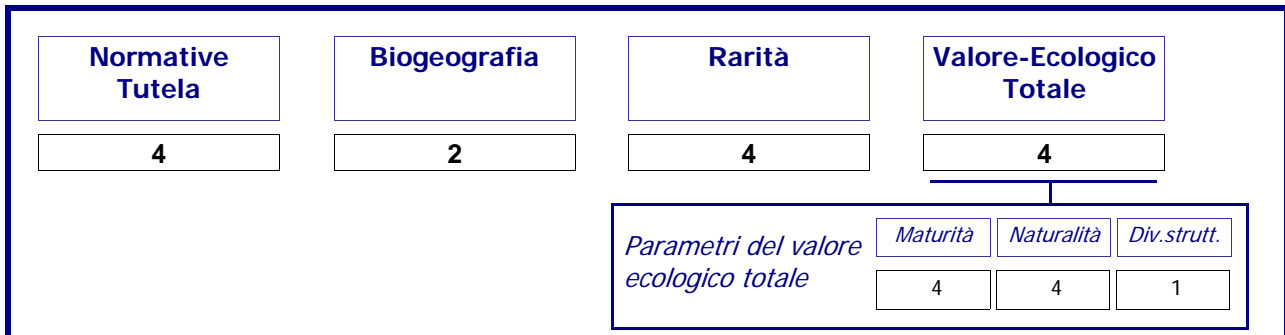 Normative
Tutela
Biogeografia
Rarità
Valore-Ecologico
Totale
4
2
4
4
Parametri del valore
ecologico totale
Maturità
Naturalità
Div.strutt.
4
4
1